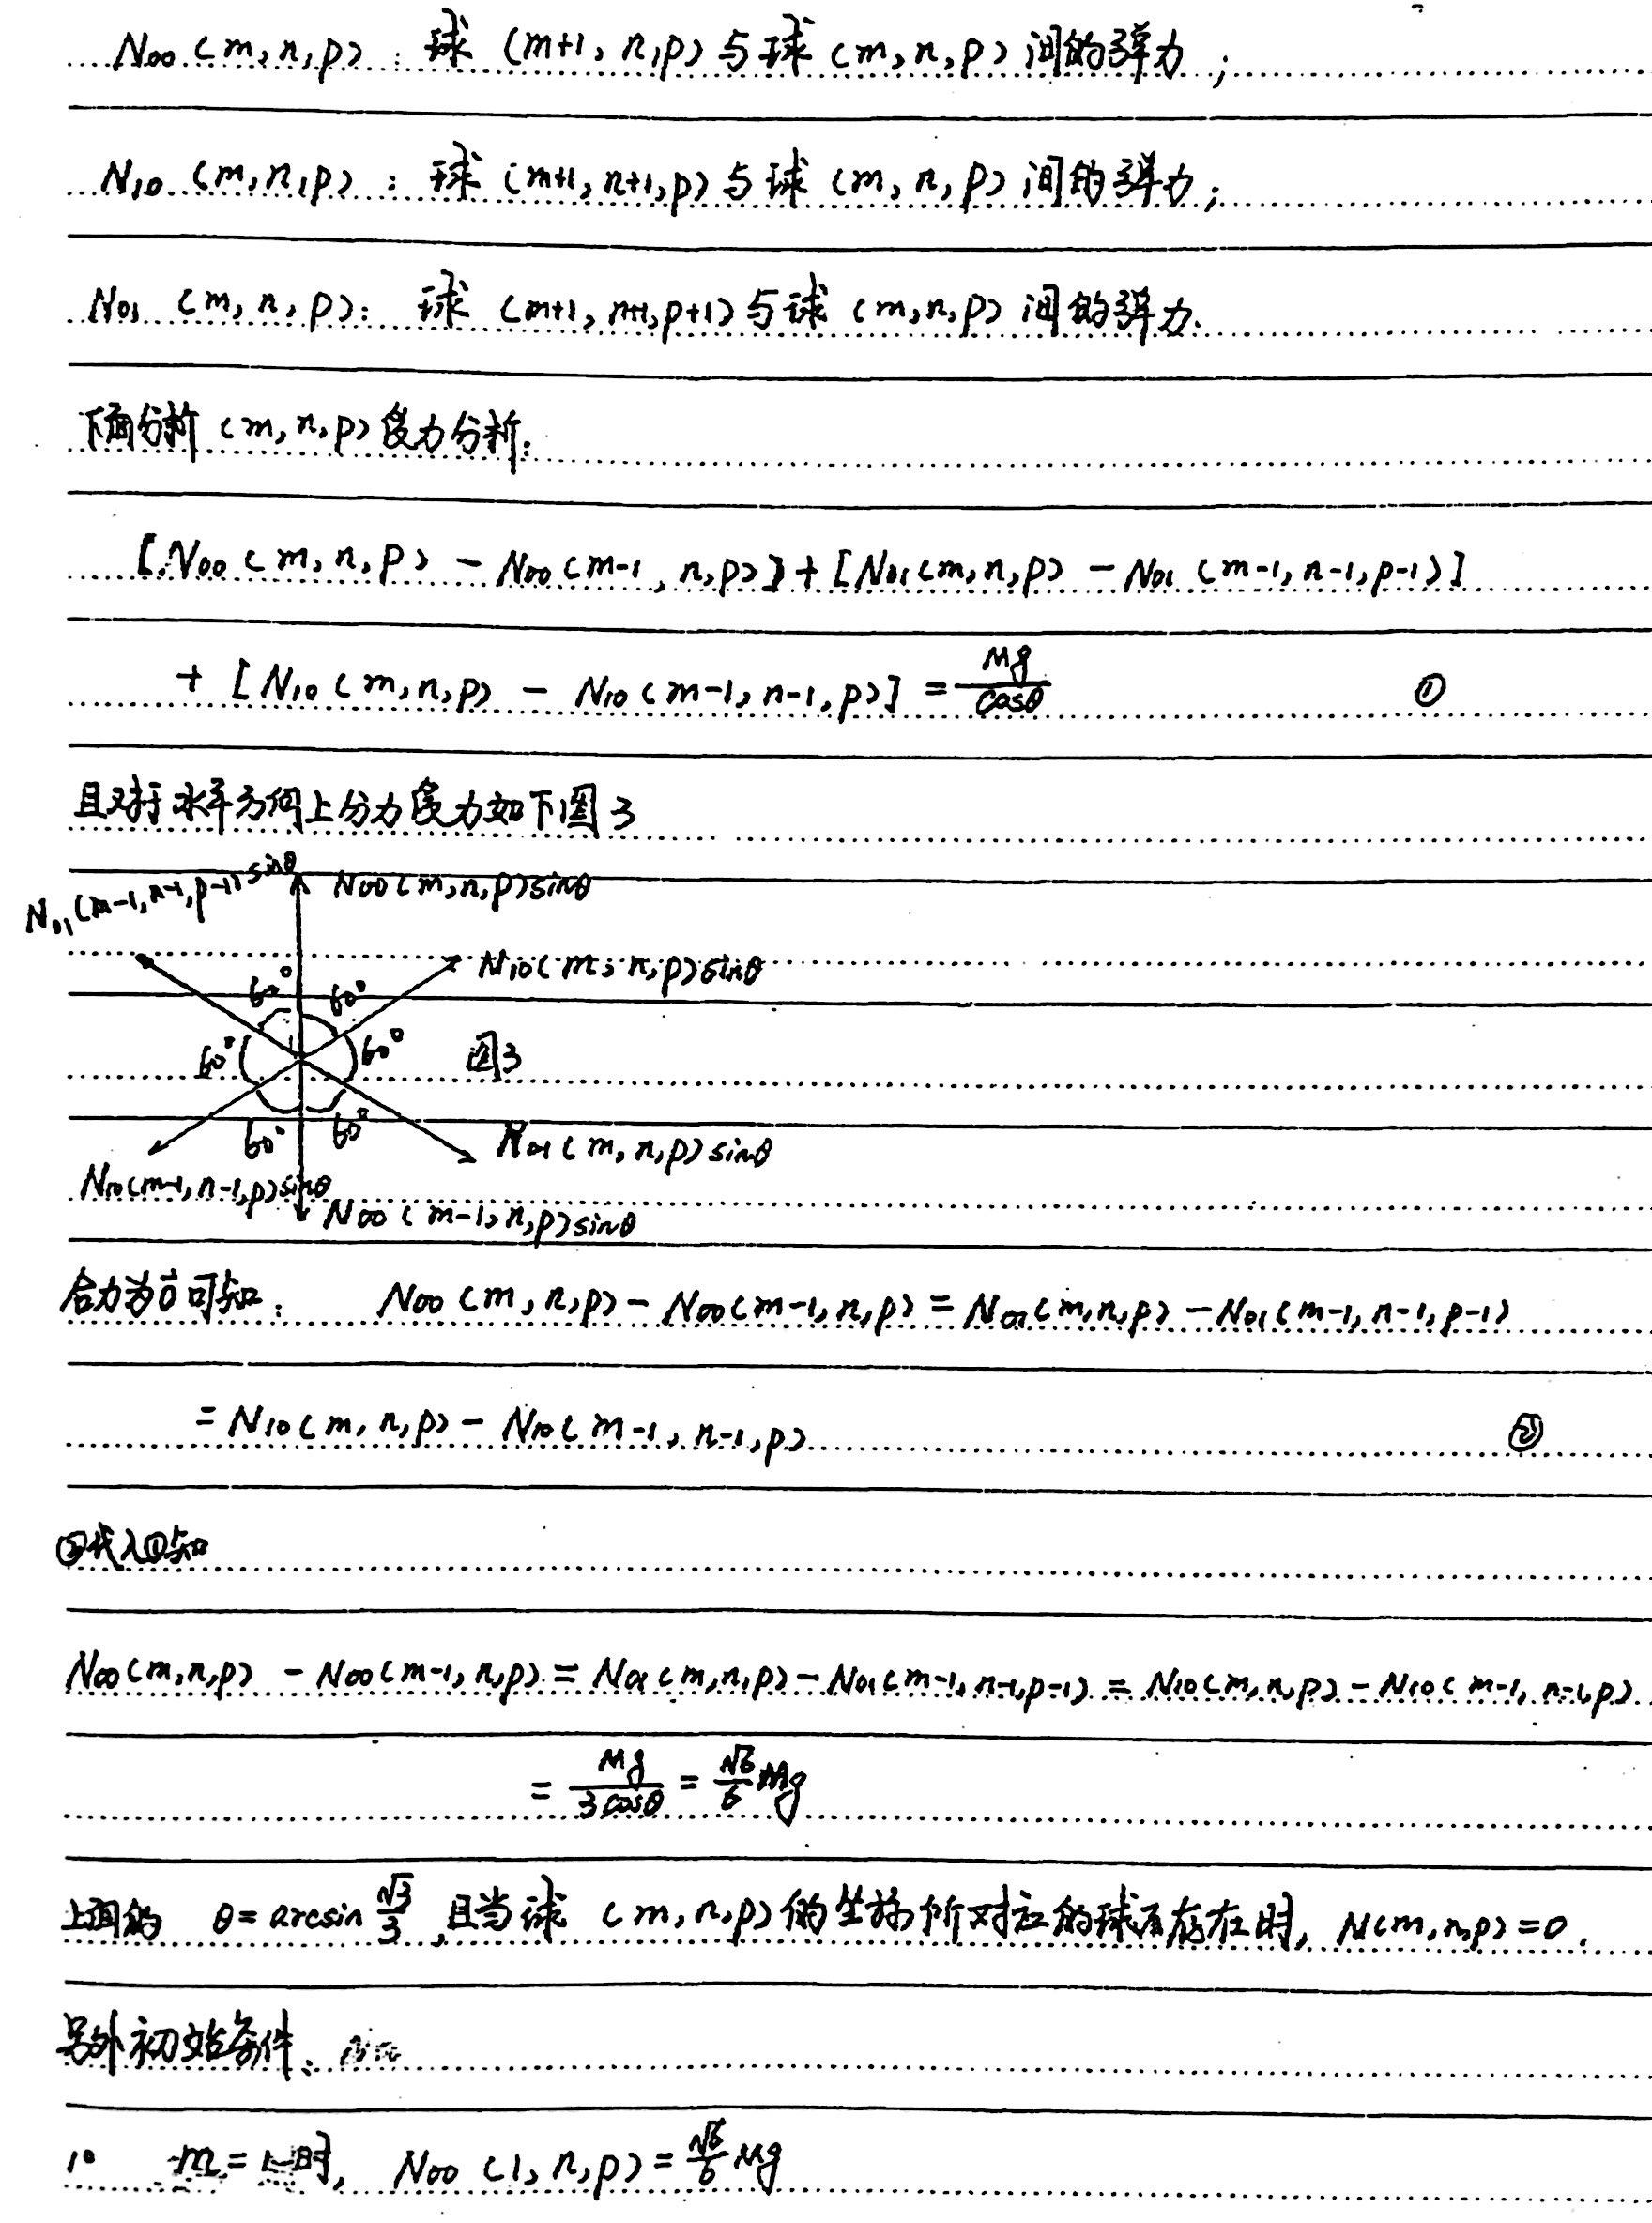 N₀₀(m,n,p): 球 (m+1, n,p) 与球 (m,n,p) 间的弹力;
N₁₀(m,n,p): 球 (m+1,n+1,p) 与球 (m,n,p) 间的弹力;
N₀₁(m,n,p): 球 (m+1,n+1,p+1) 与球 (m,n,p) 间的弹力.
下面分析 (m,n,p) 受力分析:
[N₀₀(m,n,p) - N₀₀(m-1,n,p)] + [N₀₁(m,n,p) - N₀₁(m-1,n-1,p-1)]
+ [N₁₀(m,n,p) - N₁₀(m-1,n-1,p)] = Mg/cosθ ①
且对于水平方向上分力受力如下图3
N₀₁(m-1,n-1,p-1)sinθ N₀₀(m,n,p)sinθ
N₁₀(m,n,p)sinθ
60° 60°
60° 60° 图3
60° 60° N₀₁(m,n,p)sinθ
N₁₀(m-1,n-1,p)sinθ
N₀₀(m-1,n,p)sinθ
合力为0⃗可知: N₀₀(m,n,p) - N₀₀(m-1,n,p) = N₀₁(m,n,p) - N₀₁(m-1,n-1,p-1)
= N₁₀(m,n,p) - N₁₀(m-1,n-1,p) ②
②代入①知
N₀₀(m,n,p) - N₀₀(m-1,n,p) = N₀₁(m,n,p) - N₀₁(m-1,n-1,p-1) = N₁₀(m,n,p) - N₁₀(m-1,n-1,p)
= Mg/3cosθ = √6/6 Mg
上面的 θ = arcsin √3/3, 且当球 (m,n,p) 的坐标所对应的球不存在时, N(m,n,p)=0.
另外初始条件、
1° m=1时, N₀₀(1,n,p) = √6/6 Mg